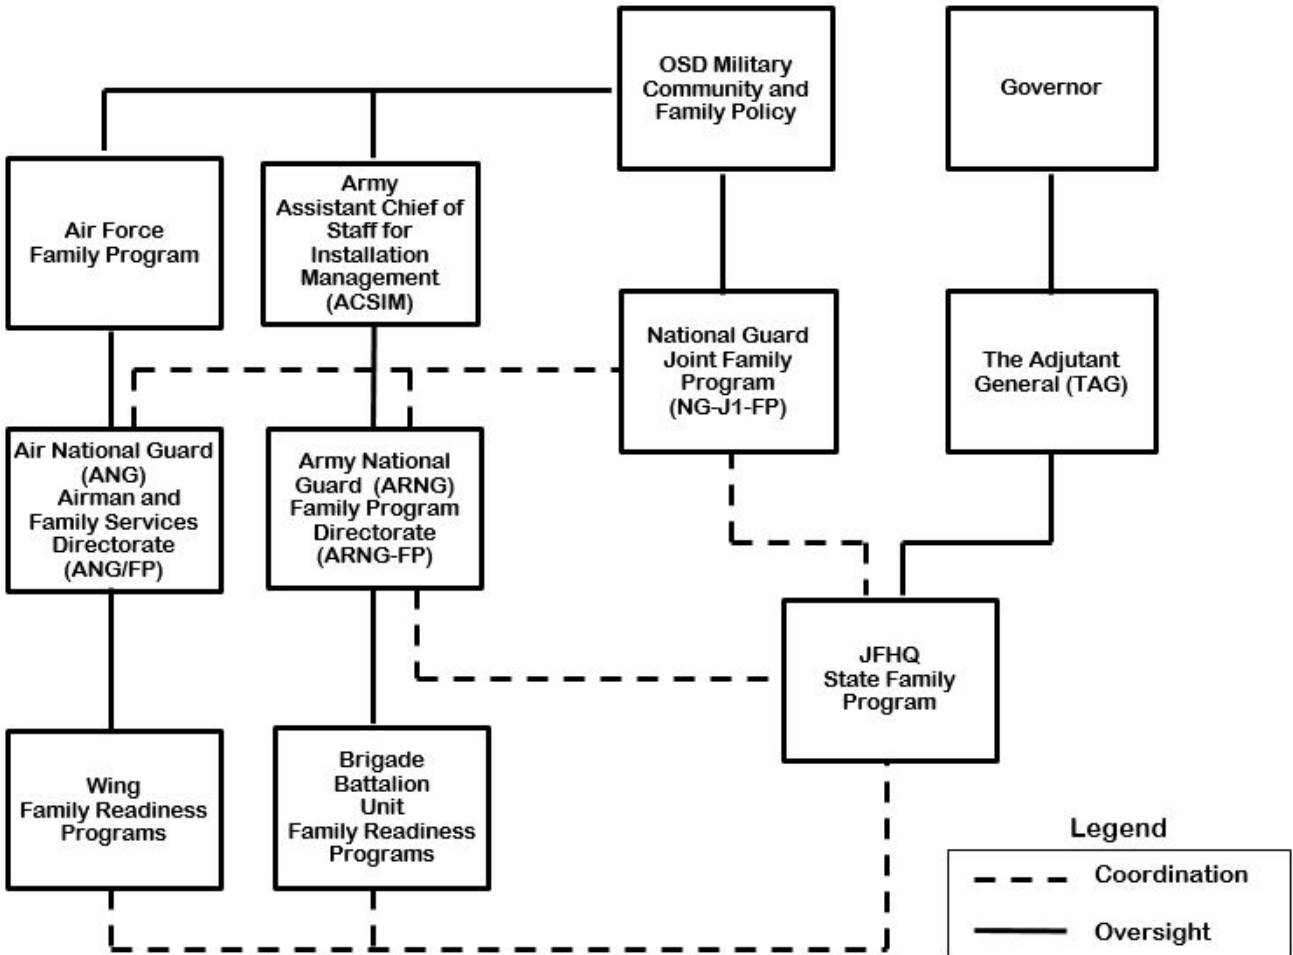 OSD Military
Community and
Family Policy
Governor
Air Force
Family Program
Army
Assistant Chief of
Staff for
Installation
Management
(ACSIM)
National Guard
Joint Family
Program
(NG-J1-FP)
The Adjutant
General (TAG)
Air National Guard
(ANG)
Airman and
Family Services
Directorate
(ANG/FP)
Army National
Guard (ARNG)
Family Program
Directorate
(ARNG-FP)
JFHQ
State Family
Program
Wing
Family Readiness
Programs
Brigade
Battalion
Unit
Family Readiness
Programs
Legend
Coordination
Oversight